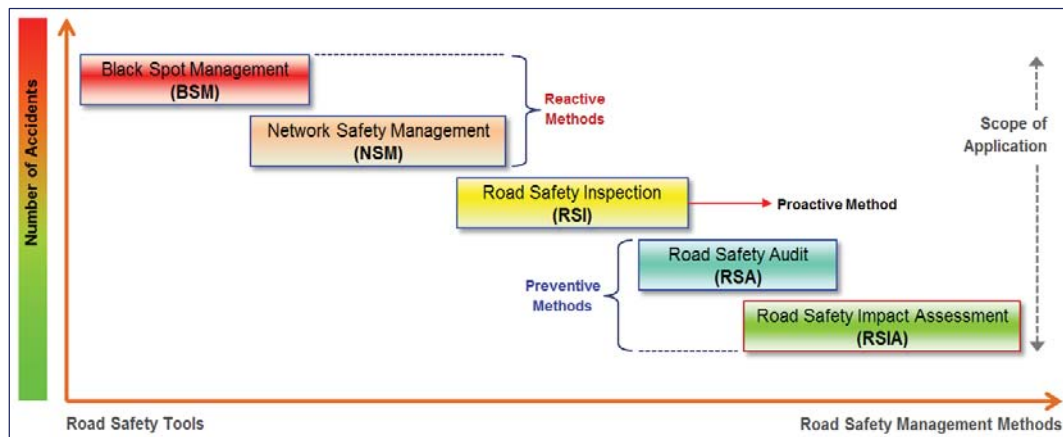 Number of Accidents
Black Spot Management
(BSM)
Network Safety Management
(NSM)
Reactive
Methods
Scope of
Application
Road Safety Inspection
(RSI)
Proactive Method
Road Safety Audit
(RSA)
Preventive
Methods
Road Safety Impact Assessment
(RSIA)
Road Safety Tools
Road Safety Management Methods